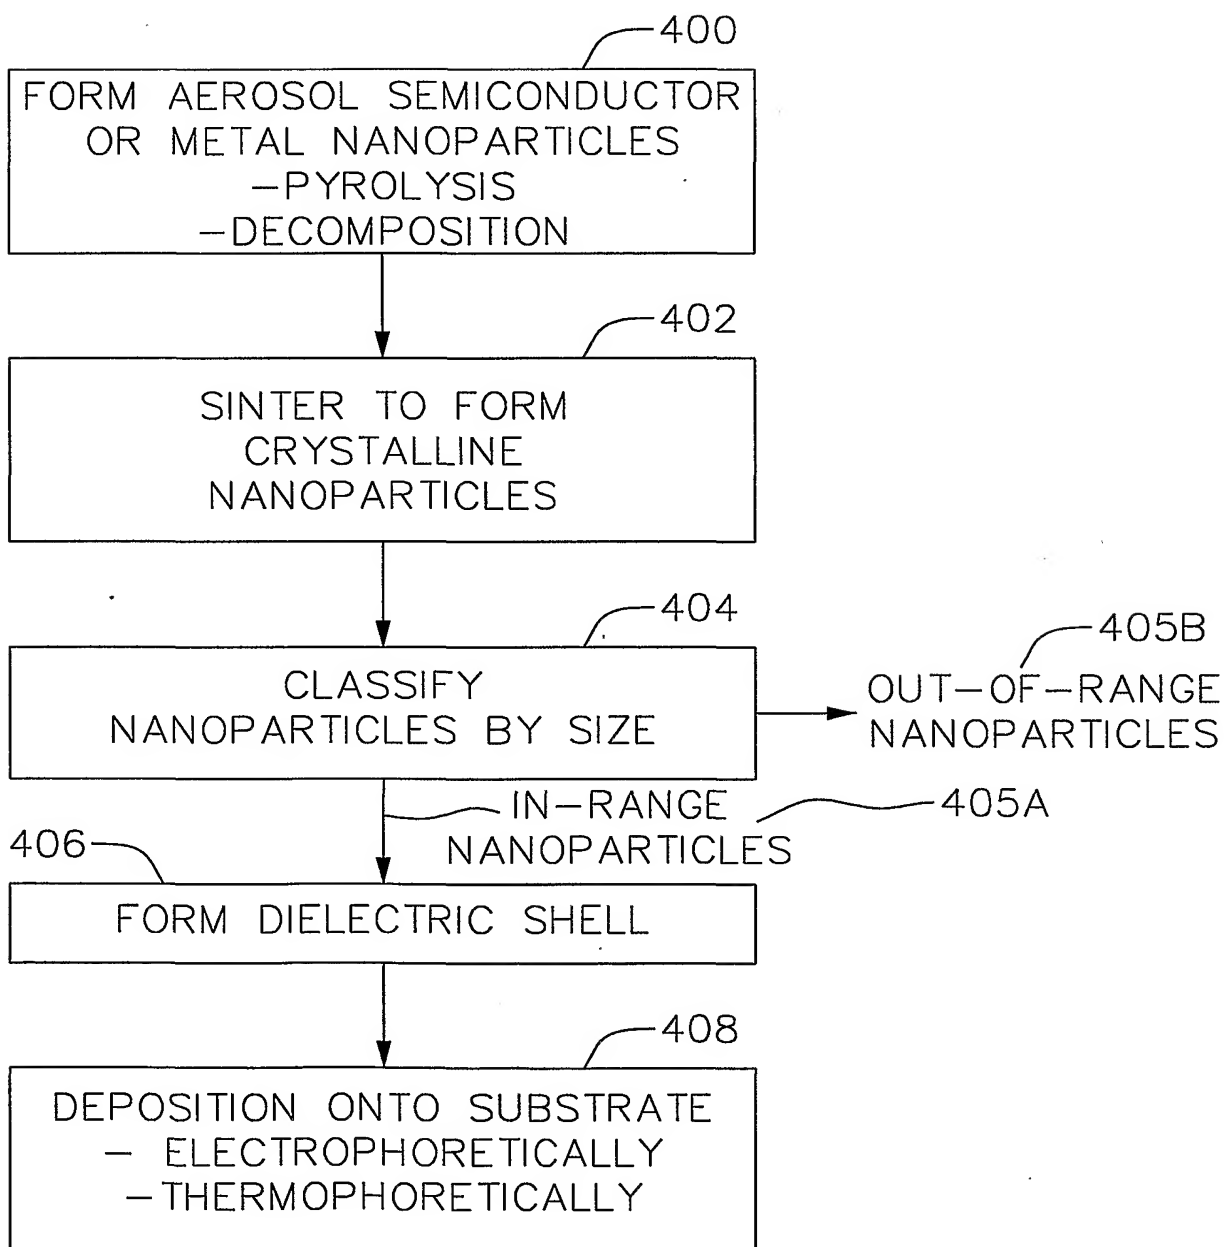 400
FORM AEROSOL SEMICONDUCTOR
OR METAL NANOPARTICLES
-PYROLYSIS
-DECOMPOSITION
402
SINTER TO FORM
CRYSTALLINE
NANOPARTICLES
404
CLASSIFY
NANOPARTICLES BY SIZE
405B
OUT-OF-RANGE
NANOPARTICLES
IN-RANGE
NANOPARTICLES
405A
406
FORM DIELECTRIC SHELL
408
DEPOSITION ONTO SUBSTRATE
- ELECTROPHORETICALLY
-THERMOPHORETICALLY